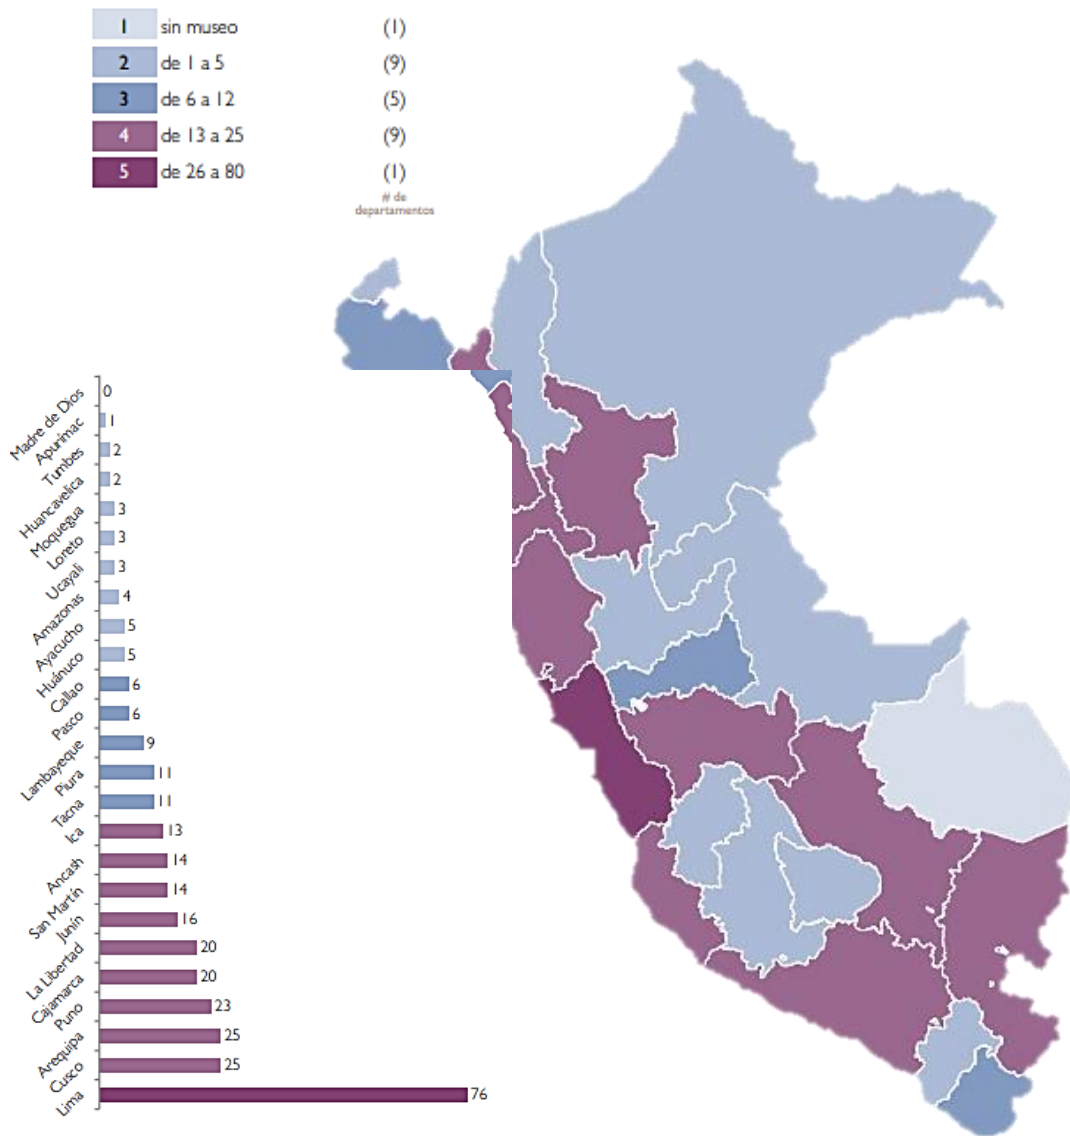 1 sin museo (1)
2 de 1 a 5 (9)
3 de 6 a 12 (5)
4 de 13 a 25 (9)
5 de 26 a 80 (1)
# de
departamentos
Madre de Dios 0
Apurimac 1
Tumbes 2
Huancavelica 2
Moquegua 3
Loreto 3
Ucayali 3
Amazonas 4
Ayacucho 5
Huánuco 5
Callao 6
Pasco 6
Lambayeque 9
Piura 11
Tacna 11
Ica 13
Ancash 14
San Martín 14
Junín 16
La Libertad 20
Cajamarca 20
Puno 23
Arequipa 25
Cusco 25
Lima 76